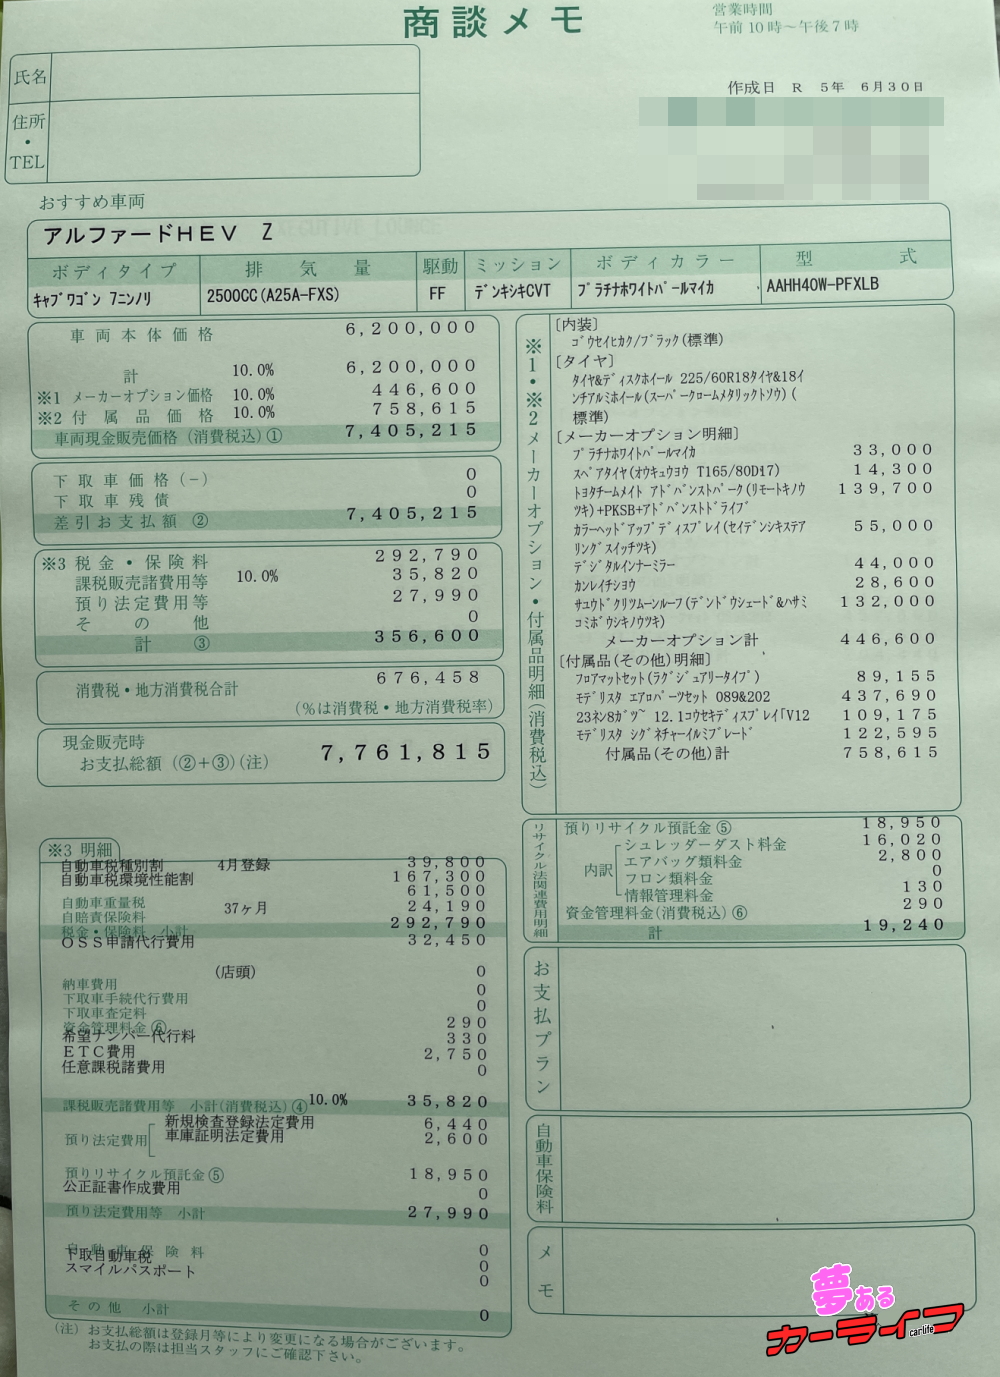 商談メモ
営業時間
午前10時～午後7時
氏名
住所
・
TEL
作成日 R 5年 6月30日
おすすめ車両
アルファードHEV Z
ボディタイプ 排気量 駆動 ミッション ボディカラー 型式
ｷｬﾌﾞﾜｺﾞﾝ 7ﾆﾝﾉﾘ 2500CC(A25A-FXS) FF ﾃﾞﾝｷｼｷCVT ﾌﾟﾗﾁﾅﾎﾜｲﾄﾊﾟｰﾙﾏｲｶ AAHH40W-PFXLB
車両本体価格 6,200,000
計 10.0% 6,200,000
※1 メーカーオプション価格 10.0% 446,600
※2 付属品価格 10.0% 758,615
車両現金販売価格(消費税込)① 7,405,215
下取車価格(－) 0
下取車残債 0
差引お支払額 ② 7,405,215
※3 税金・保険料 292,790
課税販売諸費用等 10.0% 35,820
預り法定費用等 27,990
その他 0
計 ③ 356,600
消費税・地方消費税合計 676,458
(%は消費税・地方消費税率)
現金販売時
お支払総額(②＋③)(注) 7,761,815
※1・※2メーカーオプション・付属品明細(消費税込)
[内装]
ｺﾞｳｾｲﾋｶｸ/ﾌﾞﾗｯｸ(標準)
[タイヤ]
ﾀｲﾔ&ﾃﾞｨｽｸﾎｲｰﾙ 225/60R18ﾀｲﾔ&18ｲ
ﾝﾁｱﾙﾐﾎｲｰﾙ(ｽｰﾊﾟｰｸﾛｰﾑﾒﾀﾘｯｸﾄｿｳ)(
標準)
[メーカーオプション明細]
ﾌﾟﾗﾁﾅﾎﾜｲﾄﾊﾟｰﾙﾏｲｶ 33,000
ｽﾍﾟｱﾀｲﾔ(ｵｳｷｭｳﾖｳ T165/80D17) 14,300
ﾄﾖﾀﾁｰﾑﾒｲﾄ ｱﾄﾞﾊﾞﾝｽﾄﾊﾟｰｸ(ﾘﾓｰﾄｷﾉｳ 139,700
ﾂｷ)+PKSB+ｱﾄﾞﾊﾞﾝｽﾄﾄﾞﾗｲﾌﾞ
ｶﾗｰﾍｯﾄﾞｱｯﾌﾟﾃﾞｨｽﾌﾟﾚｲ(ｾｲﾃﾞﾝｼｷｽﾃｱ 55,000
ﾘﾝｸﾞｽｲｯﾁﾂｷ)
ﾃﾞｼﾞﾀﾙｲﾝﾅｰﾐﾗｰ 44,000
ｶﾝﾚｲﾁｼﾖｳ 28,600
ｻﾕｳﾄﾞｸﾘﾂﾑｰﾝﾙｰﾌ(ﾃﾞﾝﾄﾞｳｼｪｰﾄﾞ&ﾊｻﾐ 132,000
ｺﾐﾎﾞｳｼｷﾉｳﾂｷ)
メーカーオプション計 446,600
[付属品(その他)明細]
ﾌﾛｱﾏｯﾄｾｯﾄ(ﾗｸﾞｼﾞｭｱﾘｰﾀｲﾌﾟ) 89,155
ﾓﾃﾞﾘｽﾀ ｴｱﾛﾊﾟｰﾂｾｯﾄ 089&202 437,690
23ﾈﾝ8ｶﾞﾂ~ 12.1ｺｳｾｷﾃﾞｨｽﾌﾟﾚｲ｢V12 109,175
ﾓﾃﾞﾘｽﾀ ｼｸﾞﾈﾁｬｰｲﾙﾐﾌﾞﾚｰﾄﾞ 122,595
付属品(その他)計 758,615
リサイクル法関連費用明細
預りリサイクル預託金⑤ 18,950
内訳
シュレッダーダスト料金 16,020
エアバッグ類料金 2,800
フロン類料金 0
情報管理料金 130
資金管理料金(消費税込)⑥ 290
計 19,240
お支払プラン
自動車保険料
メモ
※3 明細
自動車税種別割 4月登録 39,800
自動車税環境性能割 167,300
自動車重量税 61,500
自賠責保険料 37ヶ月 24,190
税金・保険料 小計 292,790
OSS申請代行費用 32,450
(店頭)
納車費用 0
下取車手続代行費用 0
下取車査定料 0
資金管理料金⑥ 290
希望ナンバー代行料 330
ETC費用 2,750
任意課税諸費用 0
課税販売諸費用等 小計(消費税込)④ 10.0% 35,820
預り法定費用
新規検査登録法定費用 6,440
車庫証明法定費用 2,600
預りリサイクル預託金⑤ 18,950
公正証書作成費用 0
預り法定費用等 小計 27,990
自動車保険料 0
下取自動車税 0
スマイルパスポート 0
その他 小計 0
(注) お支払総額は登録月等により変更になる場合がございます。
お支払の際は担当スタッフにご確認下さい。
夢ある
カーライフ
carlife